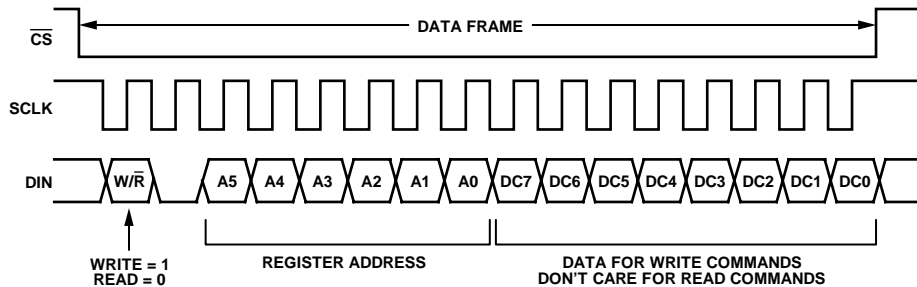 DATA FRAME
CS
SCLK
DIN
W/R
A5
A4
A3
A2
A1
A0
DC7
DC6
DC5
DC4
DC3
DC2
DC1
DC0
WRITE = 1
READ = 0
REGISTER ADDRESS
DATA FOR WRITE COMMANDS
DON'T CARE FOR READ COMMANDS